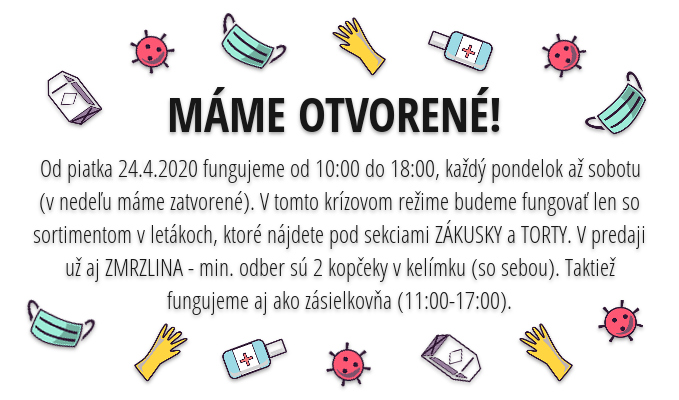 MÁME OTVORENÉ!
Od piatka 24.4.2020 fungujeme od 10:00 do 18:00, každý pondelok až sobotu
(v nedeľu máme zatvorené). V tomto krízovom režime budeme fungovať len so
sortimentom v letákoch, ktoré nájdete pod sekciami ZÁKUSKY a TORTY. V predaji
už aj ZMRZLINA - min. odber sú 2 kopčeky v kelímku (so sebou). Taktiež
fungujeme aj ako zásielkovňa (11:00-17:00).